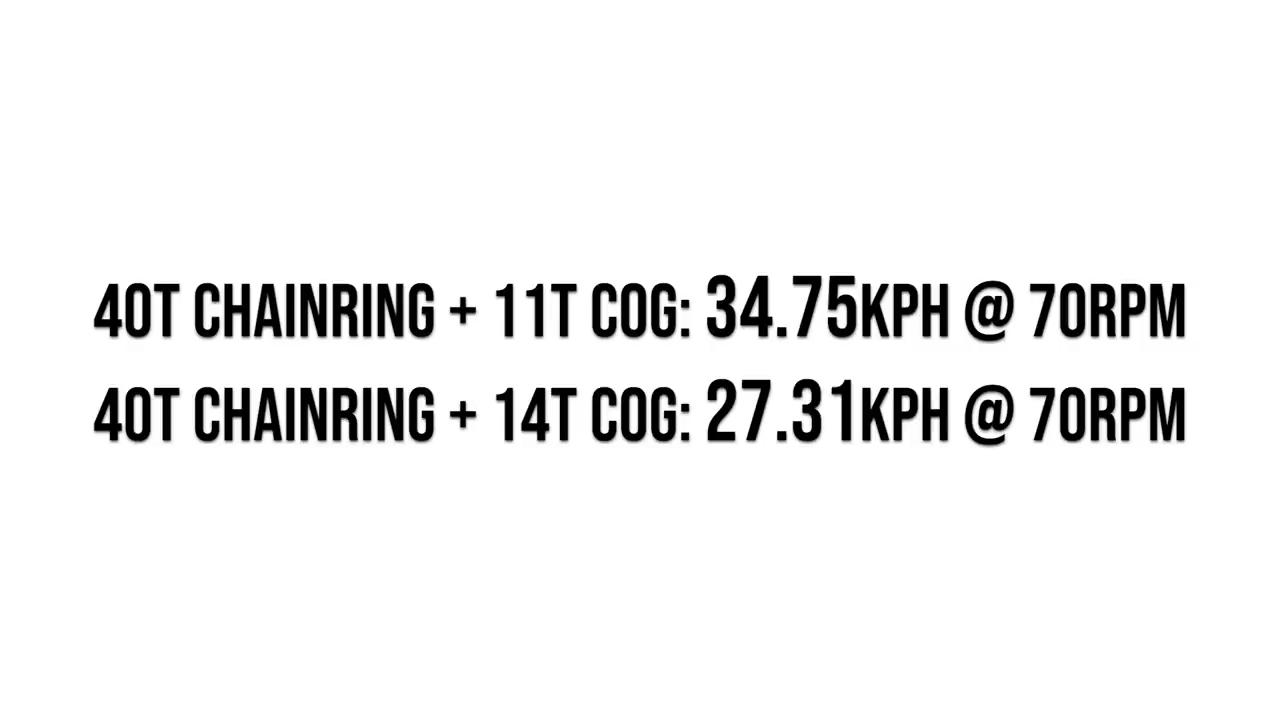 40T CHAINRING + 11T COG: 34.75KPH @ 70RPM
40T CHAINRING + 14T COG: 27.31KPH @ 70RPM